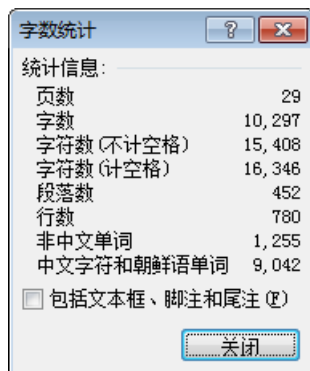 字数统计
统计信息:
页数 29
字数 10,297
字符数(不计空格) 15,408
字符数(计空格) 16,346
段落数 452
行数 780
非中文单词 1,255
中文字符和朝鲜语单词 9,042
包括文本框、脚注和尾注(F)
关闭